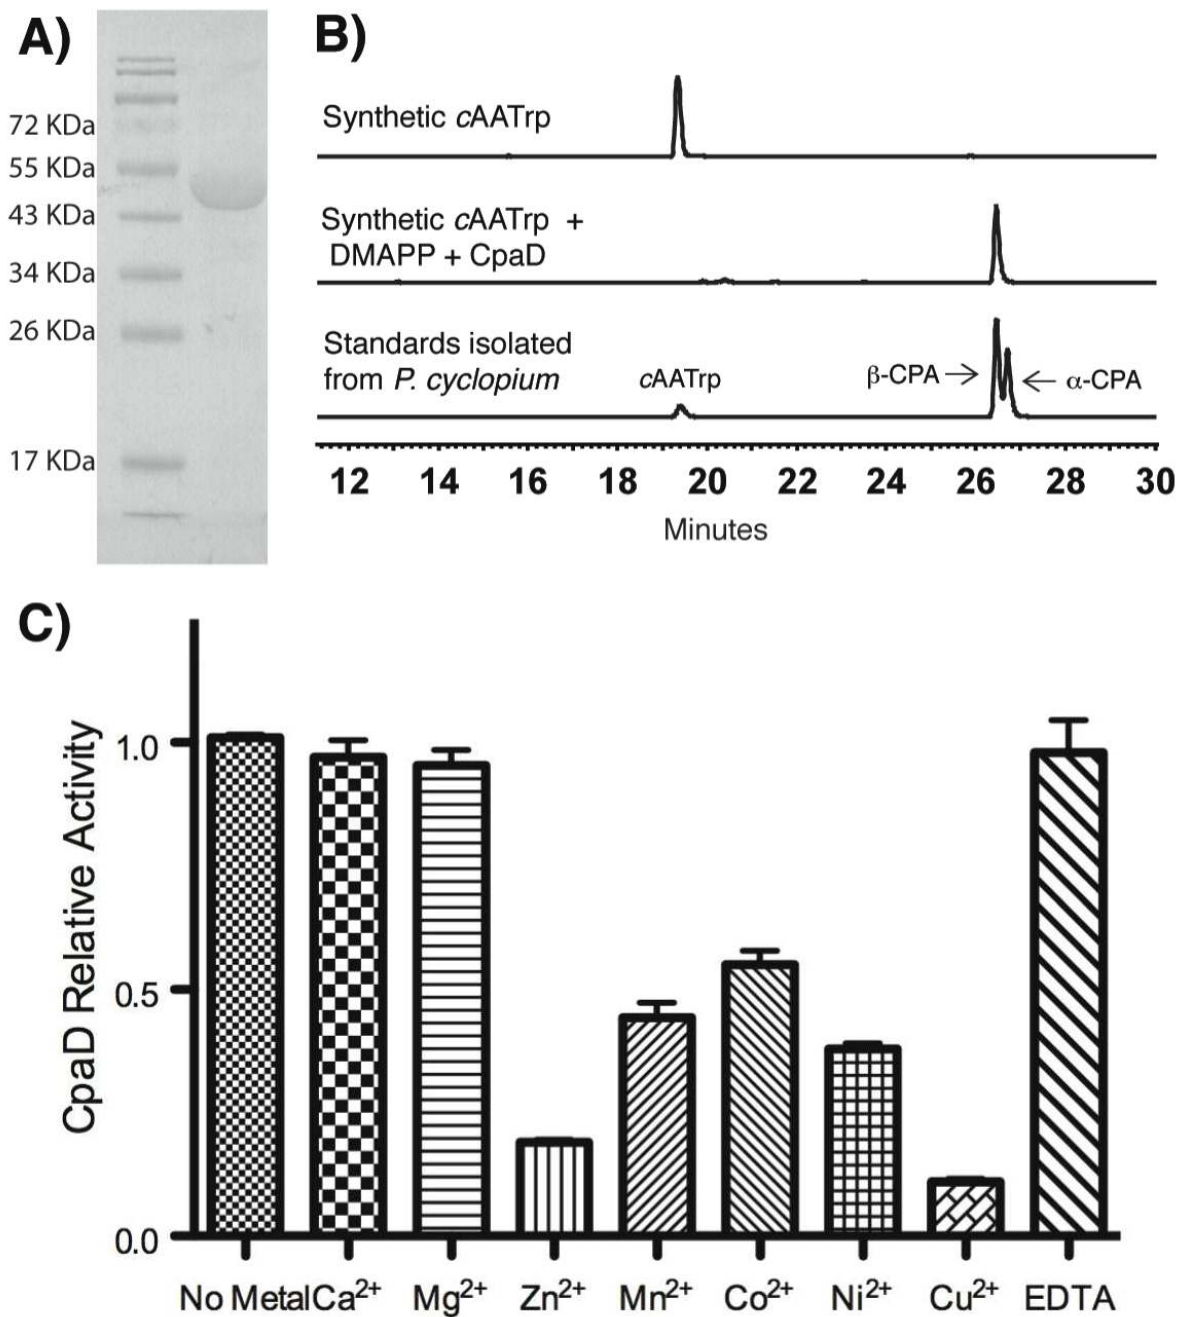 A)
72 KDa
55 KDa
43 KDa
34 KDa
26 KDa
17 KDa
B)
Synthetic cAATrp
Synthetic cAATrp +
DMAPP + CpaD
Standards isolated
from P. cyclopium
cAATrp
β-CPA → ← α-CPA
12 14 16 18 20 22 24 26 28 30
Minutes
C)
CpaD Relative Activity
1.0
0.5
0.0
No Metal Ca²⁺ Mg²⁺ Zn²⁺ Mn²⁺ Co²⁺ Ni²⁺ Cu²⁺ EDTA